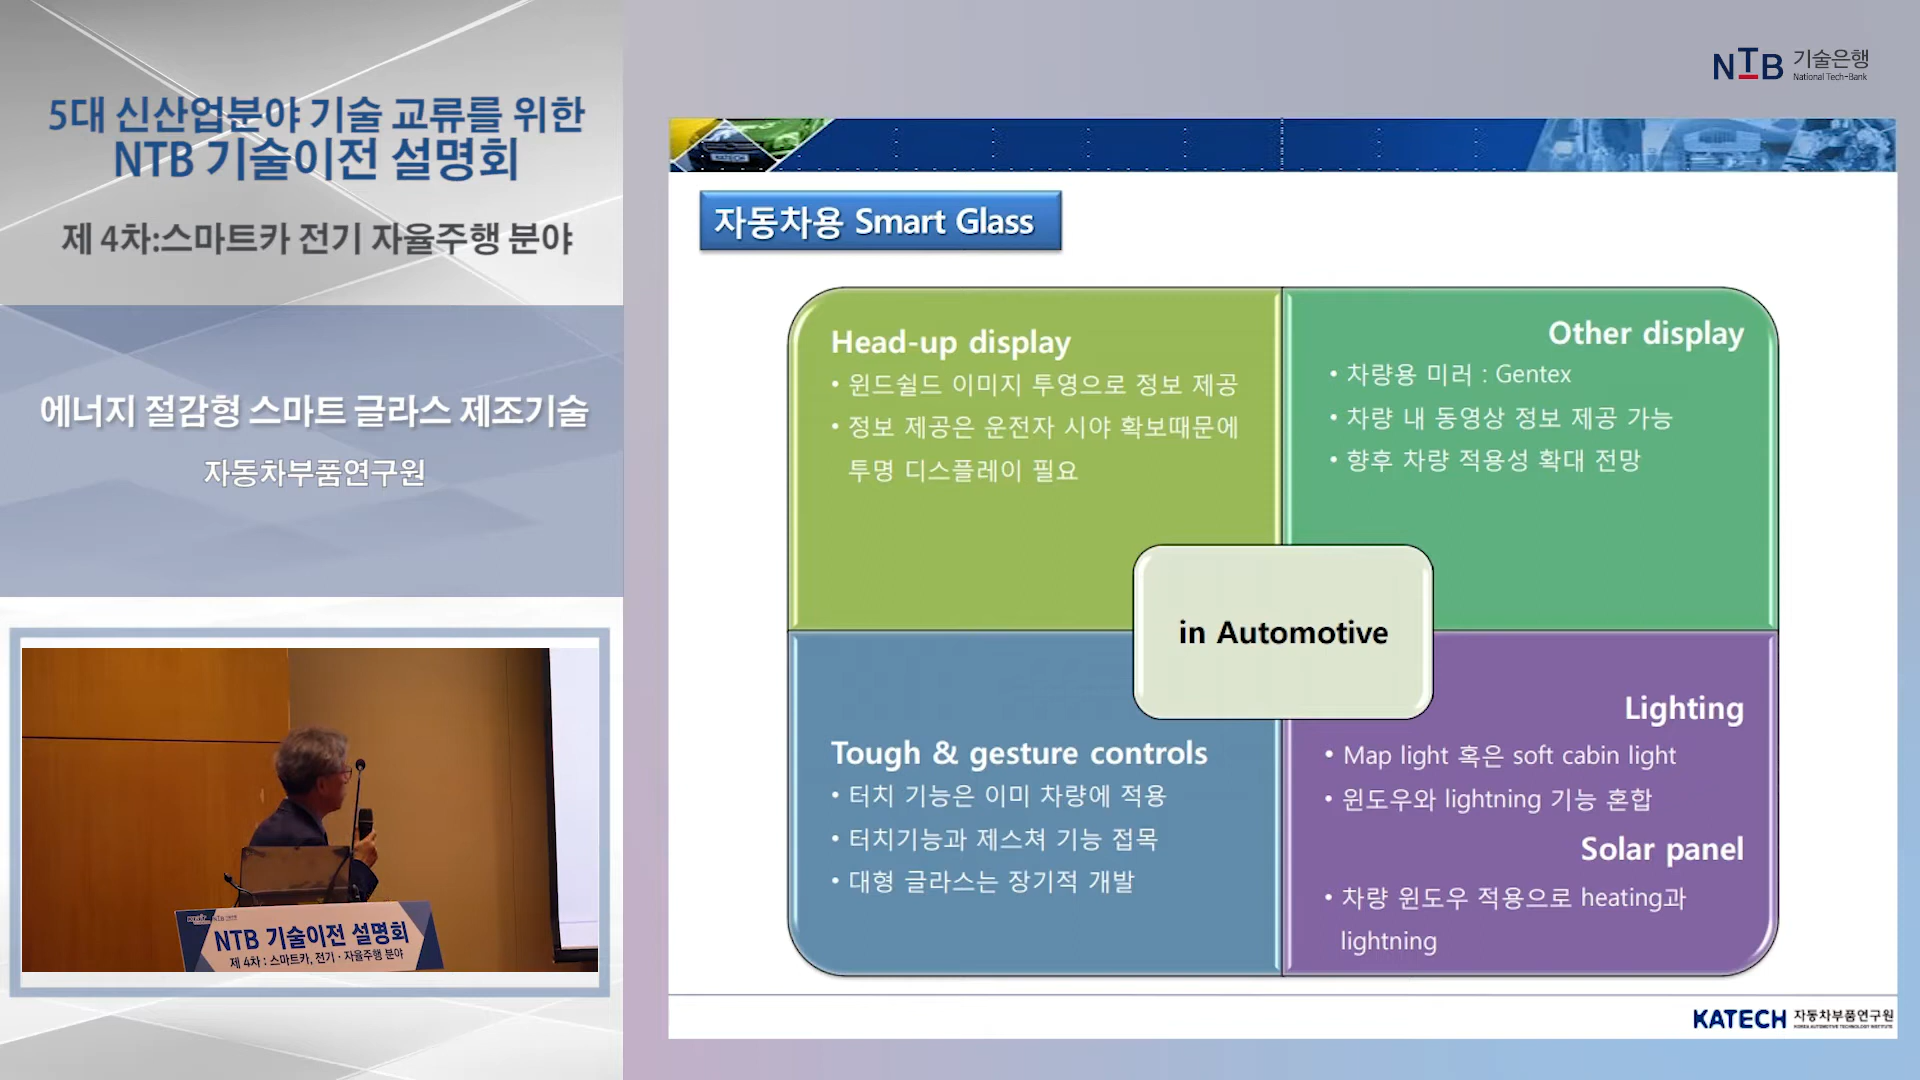 5대 신산업분야 기술 교류를 위한
NTB 기술이전 설명회
제 4차:스마트카 전기 자율주행 분야
에너지 절감형 스마트 글라스 제조기술
자동차부품연구원
NTB 기술이전 설명회
제 4차 : 스마트카, 전기 · 자율주행 분야
NTB 기술은행
National Tech-Bank
KATECH
자동차용 Smart Glass
Head-up display
• 윈드쉴드 이미지 투영으로 정보 제공
• 정보 제공은 운전자 시야 확보때문에
투명 디스플레이 필요
Other display
• 차량용 미러 : Gentex
• 차량 내 동영상 정보 제공 가능
• 향후 차량 적용성 확대 전망
in Automotive
Tough & gesture controls
• 터치 기능은 이미 차량에 적용
• 터치기능과 제스쳐 기능 접목
• 대형 글라스는 장기적 개발
Lighting
• Map light 혹은 soft cabin light
• 윈도우와 lightning 기능 혼합
Solar panel
• 차량 윈도우 적용으로 heating과
lightning
KATECH 자동차부품연구원
KOREA AUTOMOTIVE TECHNOLOGY INSTITUTE